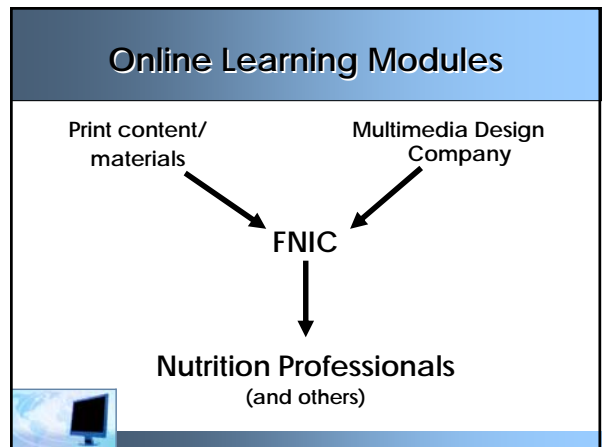 Online Learning Modules
Print content/
materials
Multimedia Design
Company
FNIC
Nutrition Professionals
(and others)